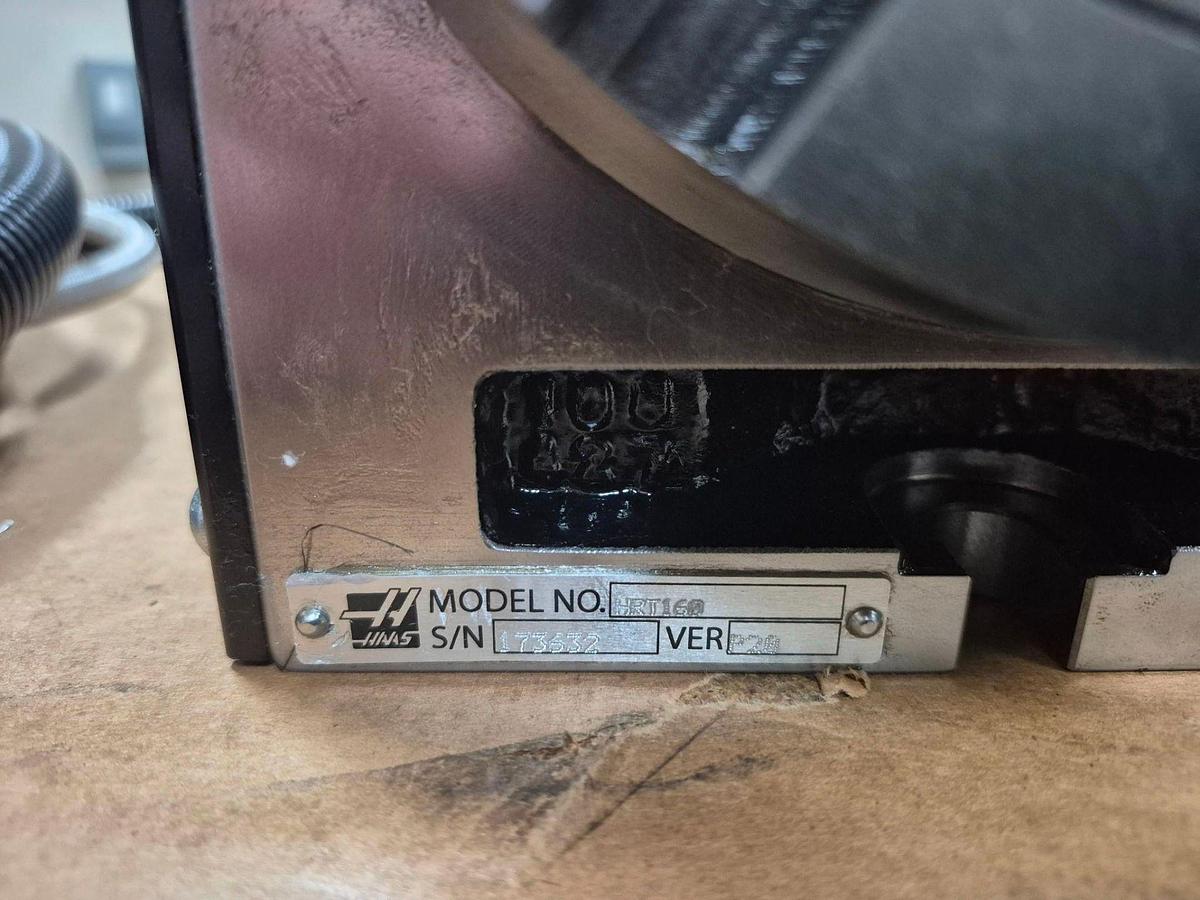 HAAS
MODEL NO. HRT160
S/N 173632 VER P20